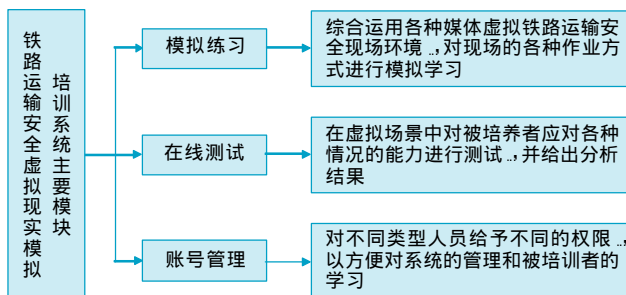 铁路运输安全虚拟现实模拟
培训系统主要模块
模拟练习
综合运用各种媒体虚拟铁路运输安
全现场环境..,对现场的各种作业方
式进行模拟学习
在线测试
在虚拟场景中对被培养者应对各种
情况的能力进行测试..,并给出分析
结果
账号管理
对不同类型人员给予不同的权限..,
以方便对系统的管理和被培训者的
学习